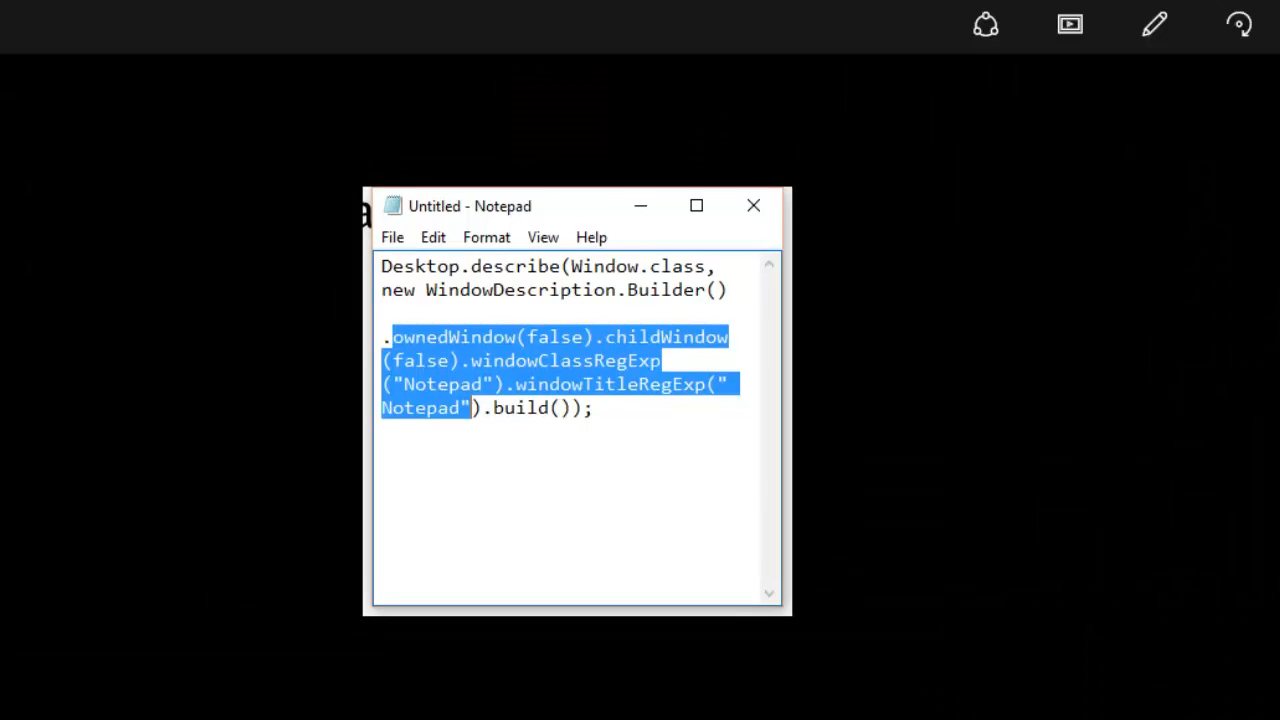 a
Untitled - Notepad
File Edit Format View Help
Desktop.describe(Window.class,
new WindowDescription.Builder()
.ownedWindow(false).childWindow
(false).windowClassRegExp
("Notepad").windowTitleRegExp("
Notepad").build());